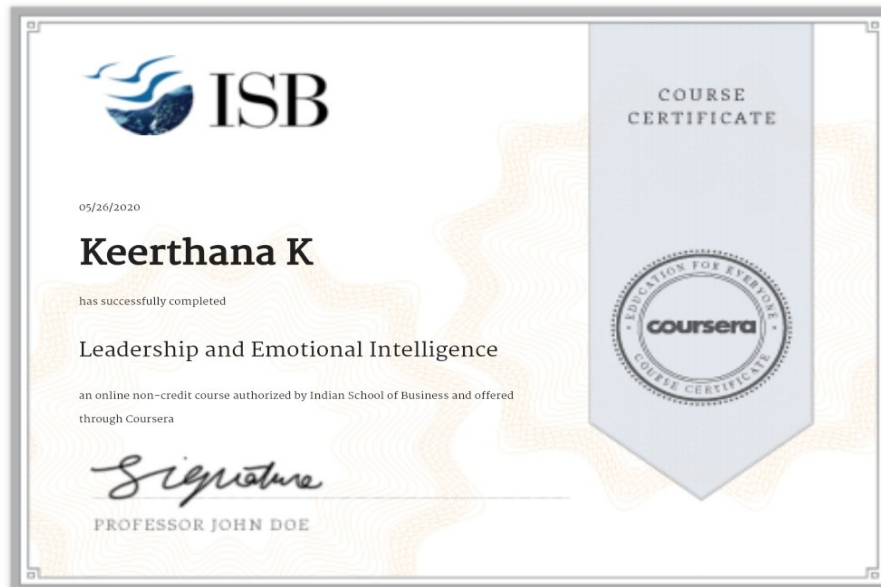 ISB
COURSE
CERTIFICATE
05/26/2020
Keerthana K
has successfully completed
Leadership and Emotional Intelligence
an online non-credit course authorized by Indian School of Business and offered
through Coursera
EDUCATION FOR EVERYONE
coursera
COURSE CERTIFICATE
Signature
PROFESSOR JOHN DOE